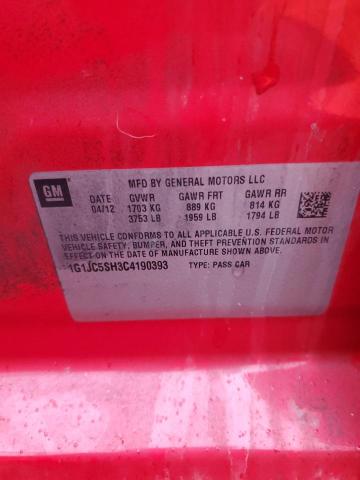 GM
MFD BY GENERAL MOTORS LLC
DATE GVWR GAWR FRT GAWR RR
04/12 1703 KG 889 KG 814 KG
3753 LB 1959 LB 1794 LB
THIS VEHICLE CONFORMS TO ALL APPLICABLE U.S. FEDERAL MOTOR
VEHICLE SAFETY, BUMPER, AND THEFT PREVENTION STANDARDS IN
EFFECT ON THE DATE OF MANUFACTURE SHOWN ABOVE.
1G1JC5SH3C4190393 TYPE: PASS CAR